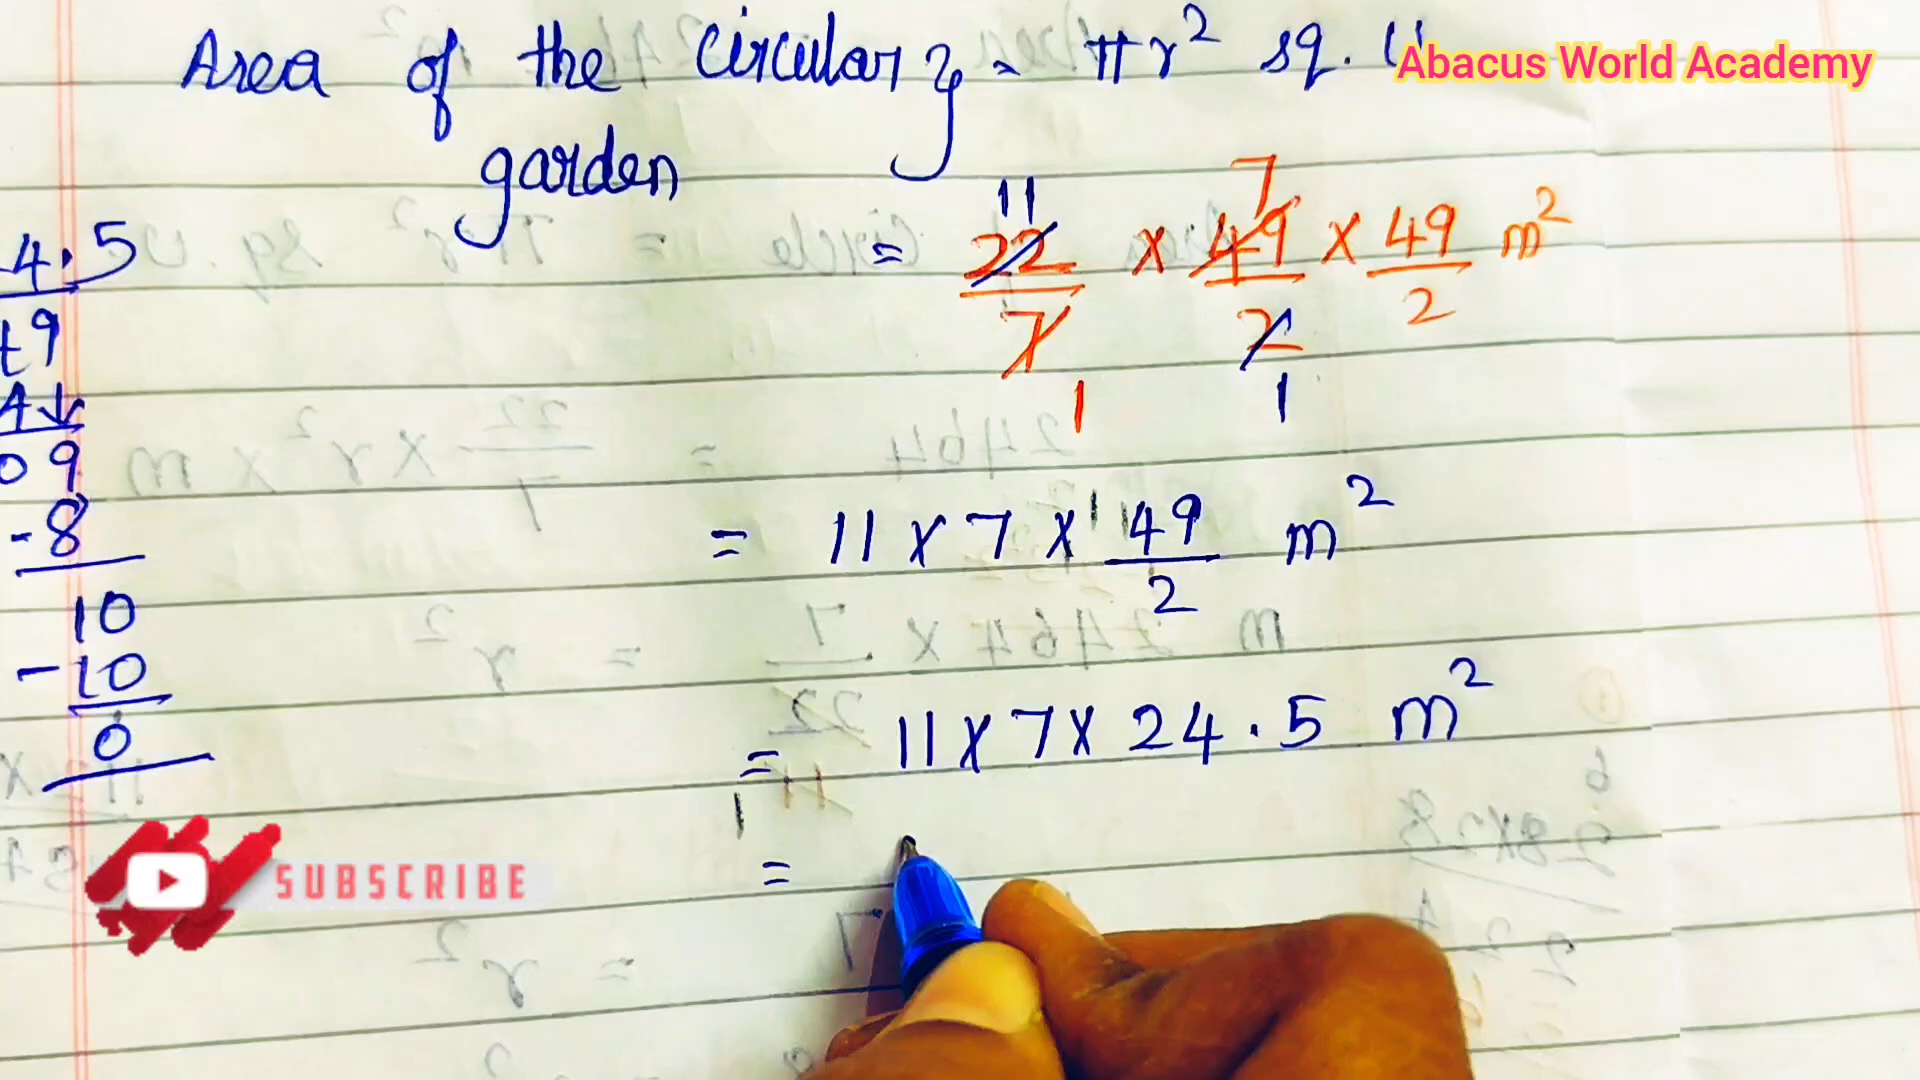 Area of the circular } = πr² sq. u
Abacus World Academy
garden
11 7
= 22/7 × 49/2 × 49/2 m²
1 1
= 11 × 7 × 49/2 m²
= 11 × 7 × 24.5 m²
=
4.5
9
4↓
09
-8
10
-10
0
SUBSCRIBE